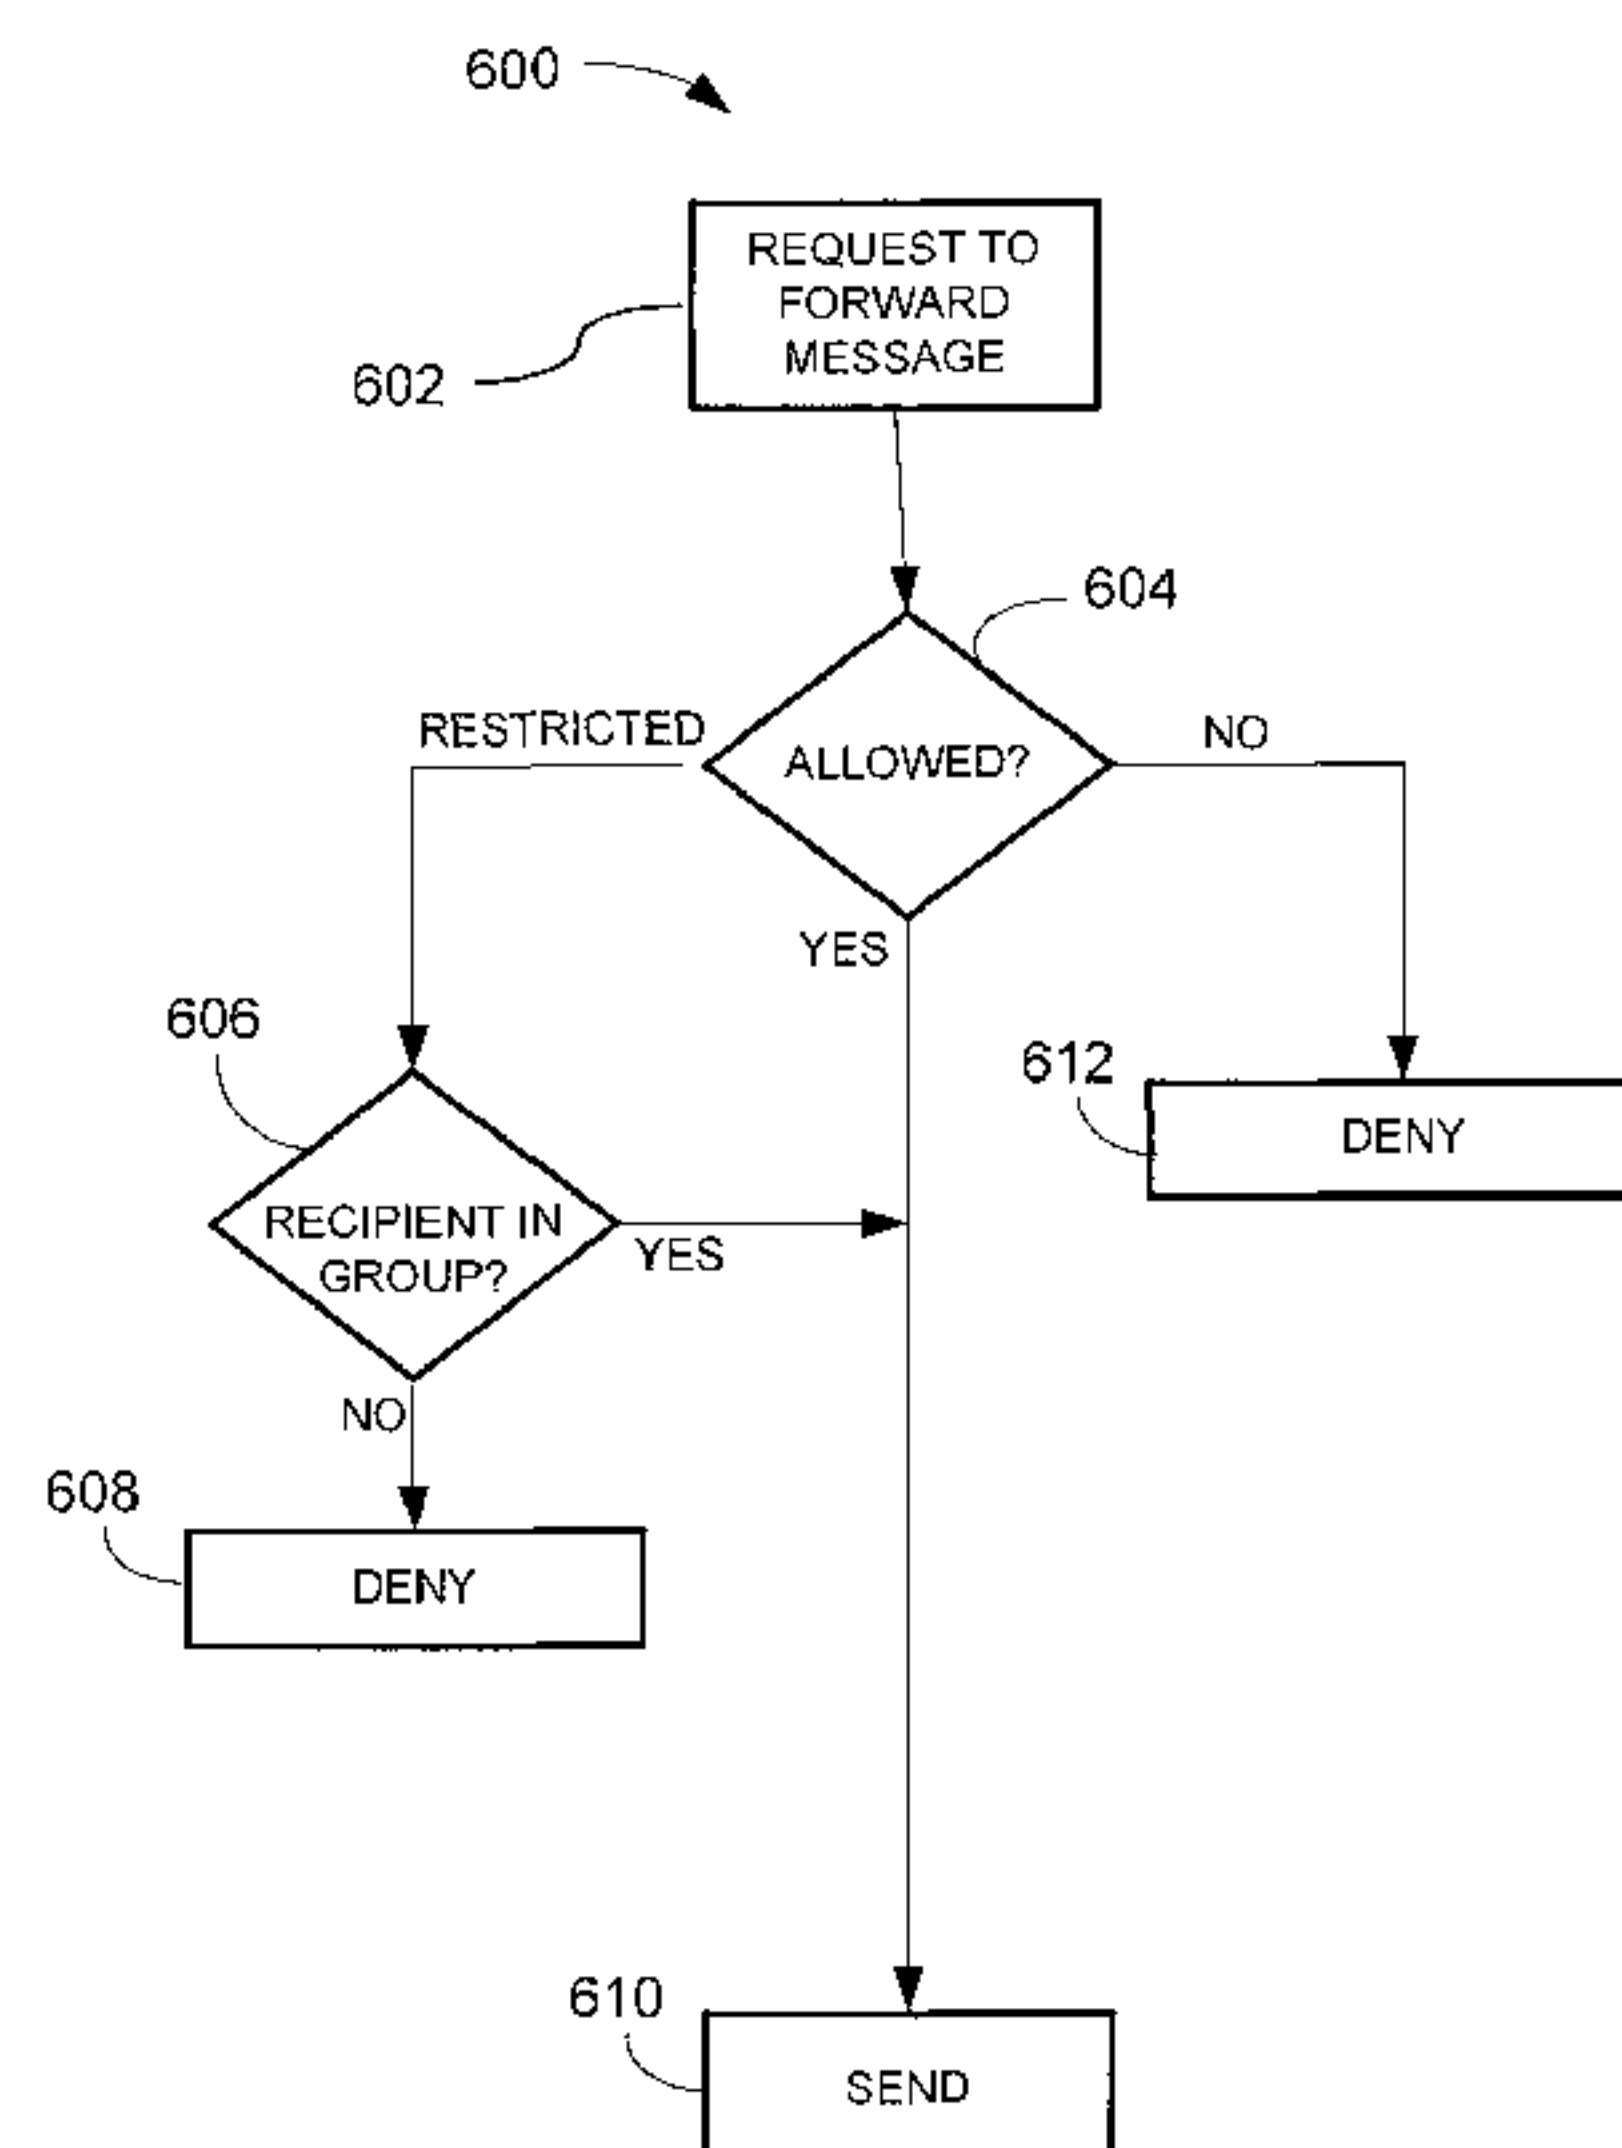 600
REQUEST TO
FORWARD
MESSAGE
602
604
RESTRICTED
ALLOWED?
NO
YES
606
612
DENY
RECIPIENT IN
GROUP?
YES
NO
608
DENY
610
SEND